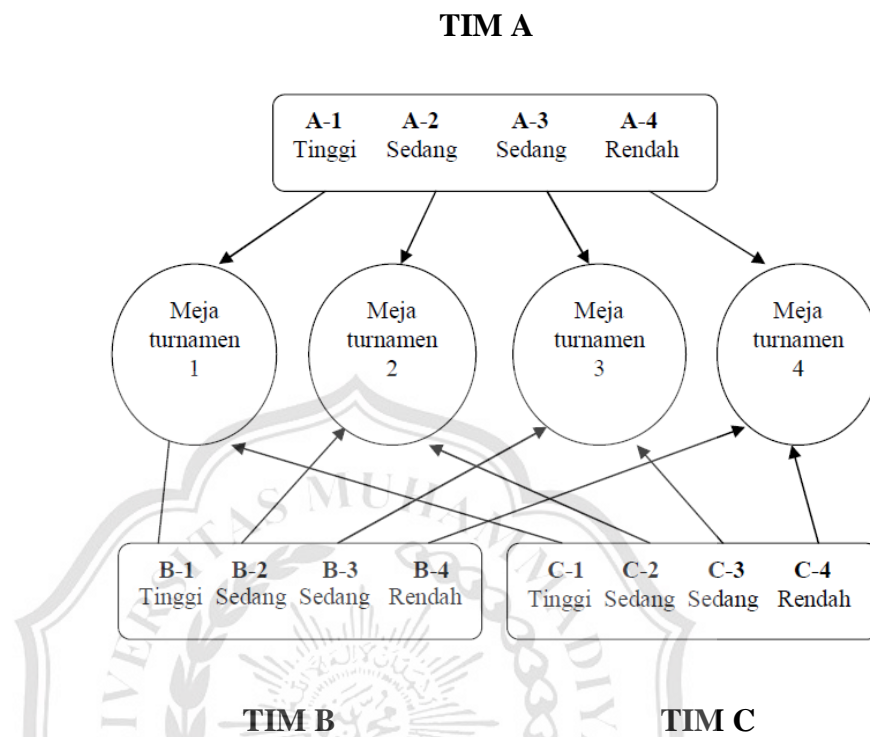 TIM A
A-1 A-2 A-3 A-4
Tinggi Sedang Sedang Rendah
Meja turnamen 1
Meja turnamen 2
Meja turnamen 3
Meja turnamen 4
B-1 B-2 B-3 B-4
Tinggi Sedang Sedang Rendah
C-1 C-2 C-3 C-4
Tinggi Sedang Sedang Rendah
TIM B
TIM C